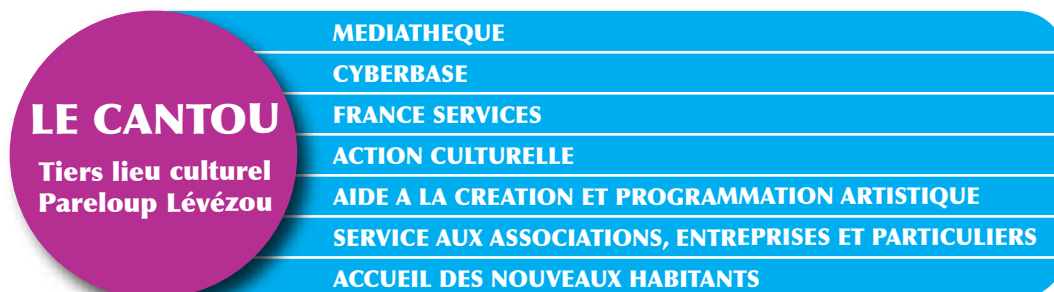 LE CANTOU
Tiers lieu culturel
Pareloup Lévézou
MEDIATHEQUE
CYBERBASE
FRANCE SERVICES
ACTION CULTURELLE
AIDE A LA CREATION ET PROGRAMMATION ARTISTIQUE
SERVICE AUX ASSOCIATIONS, ENTREPRISES ET PARTICULIERS
ACCUEIL DES NOUVEAUX HABITANTS